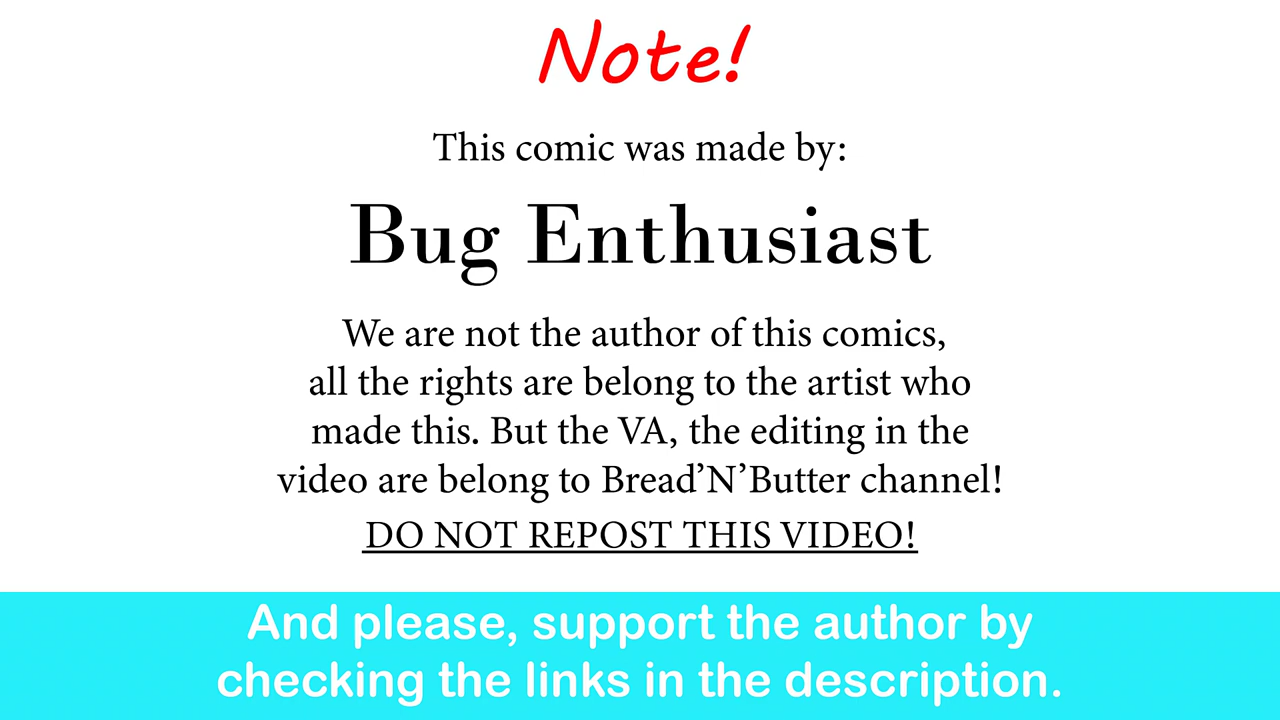 Note!
This comic was made by:
Bug Enthusiast
We are not the author of this comics,
all the rights are belong to the artist who
made this. But the VA, the editing in the
video are belong to Bread’N’Butter channel!
DO NOT REPOST THIS VIDEO!
And please, support the author by
checking the links in the description.